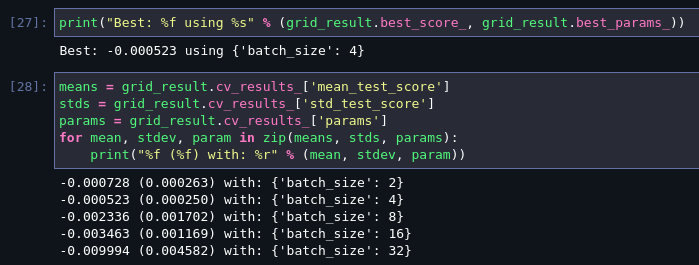 [27]: print("Best: %f using %s" % (grid_result.best_score_, grid_result.best_params_))
Best: -0.000523 using {'batch_size': 4}
[28]: means = grid_result.cv_results_['mean_test_score']
stds = grid_result.cv_results_['std_test_score']
params = grid_result.cv_results_['params']
for mean, stdev, param in zip(means, stds, params):
    print("%f (%f) with: %r" % (mean, stdev, param))
-0.000728 (0.000263) with: {'batch_size': 2}
-0.000523 (0.000250) with: {'batch_size': 4}
-0.002336 (0.001702) with: {'batch_size': 8}
-0.003463 (0.001169) with: {'batch_size': 16}
-0.009994 (0.004582) with: {'batch_size': 32}